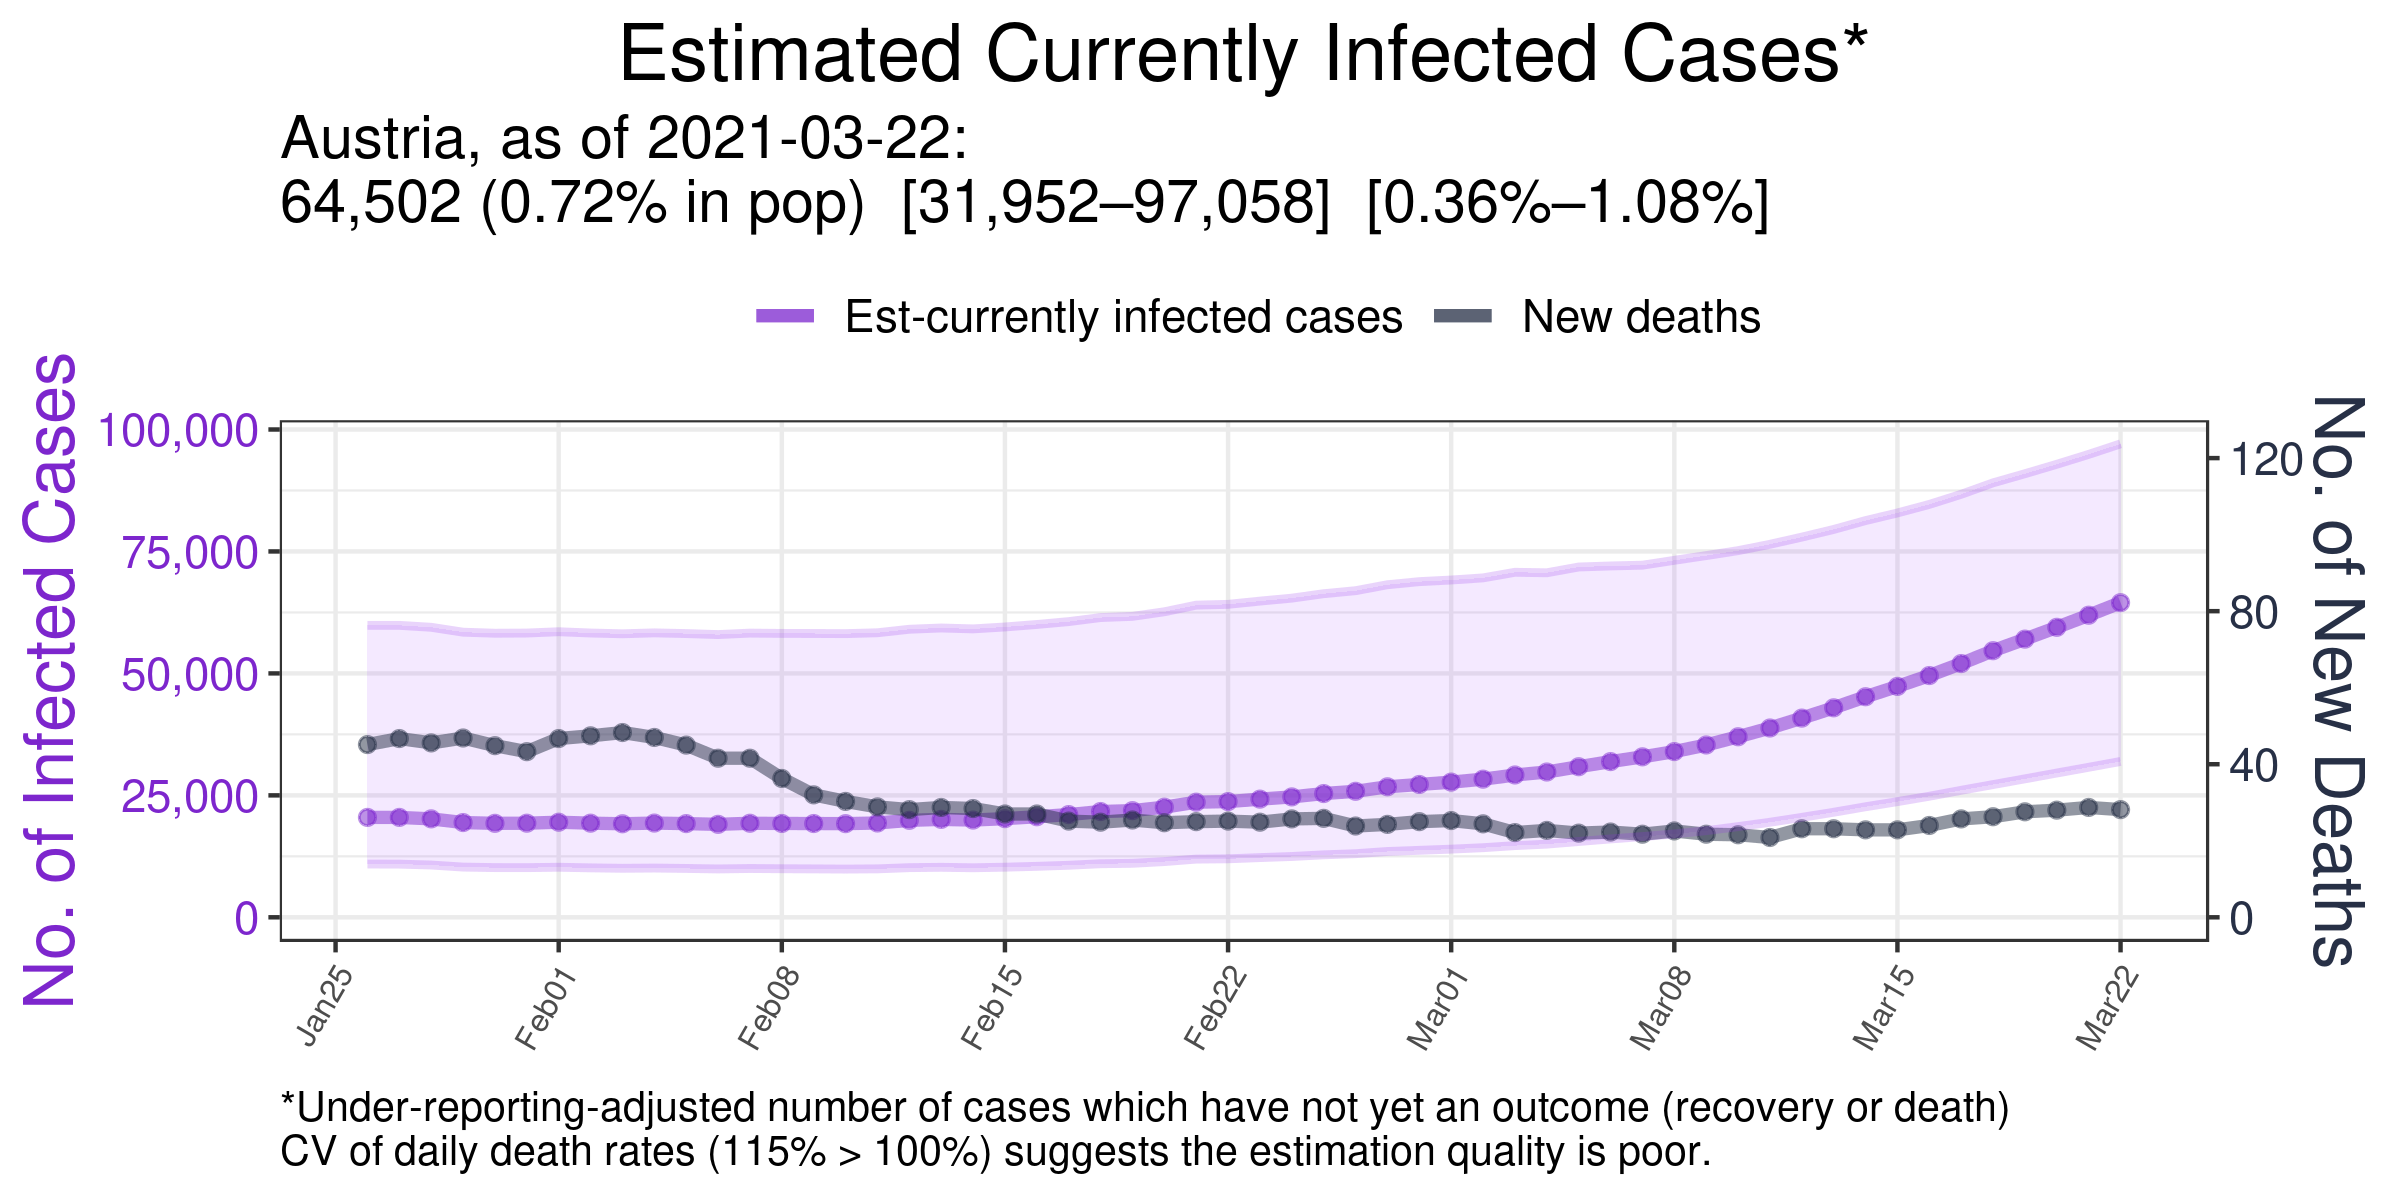 Estimated Currently Infected Cases*
Austria, as of 2021-03-22:
64,502 (0.72% in pop) [31,952–97,058] [0.36%–1.08%]
Est-currently infected cases New deaths
No. of Infected Cases
100,000
75,000
50,000
25,000
0
120
80
40
0
No. of New Deaths
Jan25 Feb01 Feb08 Feb15 Feb22 Mar01 Mar08 Mar15 Mar22
*Under-reporting-adjusted number of cases which have not yet an outcome (recovery or death)
CV of daily death rates (115% > 100%) suggests the estimation quality is poor.